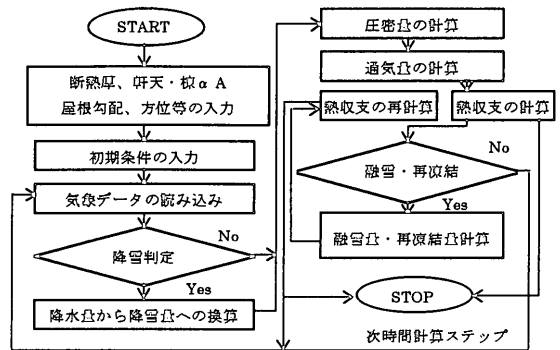 START
断熱厚、軒天・棟αA
屋根勾配、方位等の入力
初期条件の入力
気象データの読み込み
降雪判定
No
Yes
降水量から降雪量への換算
圧密量の計算
通気量の計算
熱収支の再計算
熱収支の計算
融雪・再凍結
No
Yes
融雪量・再凍結量計算
STOP
次時間計算ステップ